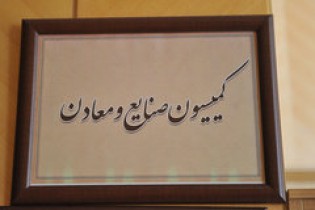 کمیسیون صنایع و معادن